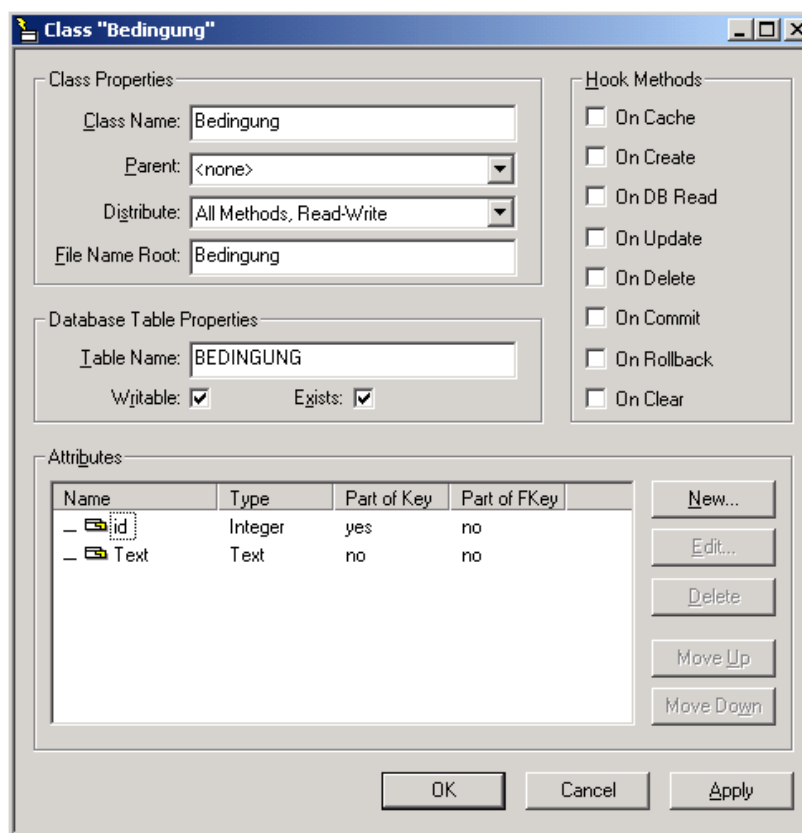 Class "Bedingung"
Class Properties
Class Name: Bedingung
Parent: <none>
Distribute: All Methods, Read-Write
File Name Root: Bedingung
Hook Methods
On Cache
On Create
On DB Read
On Update
On Delete
On Commit
On Rollback
On Clear
Database Table Properties
Table Name: BEDINGUNG
Writable: Exists:
Attributes
Name Type Part of Key Part of FKey
id Integer yes no
Text Text no no
New...
Edit...
Delete
Move Up
Move Down
OK Cancel Apply